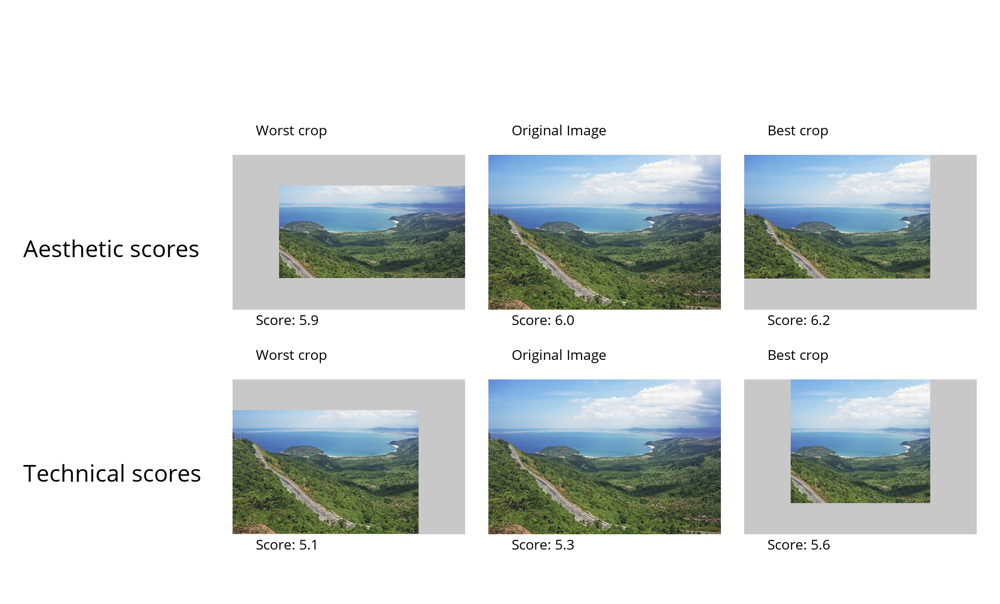 Worst crop
Original Image
Best crop
Aesthetic scores
Score: 5.9
Score: 6.0
Score: 6.2
Worst crop
Original Image
Best crop
Technical scores
Score: 5.1
Score: 5.3
Score: 5.6